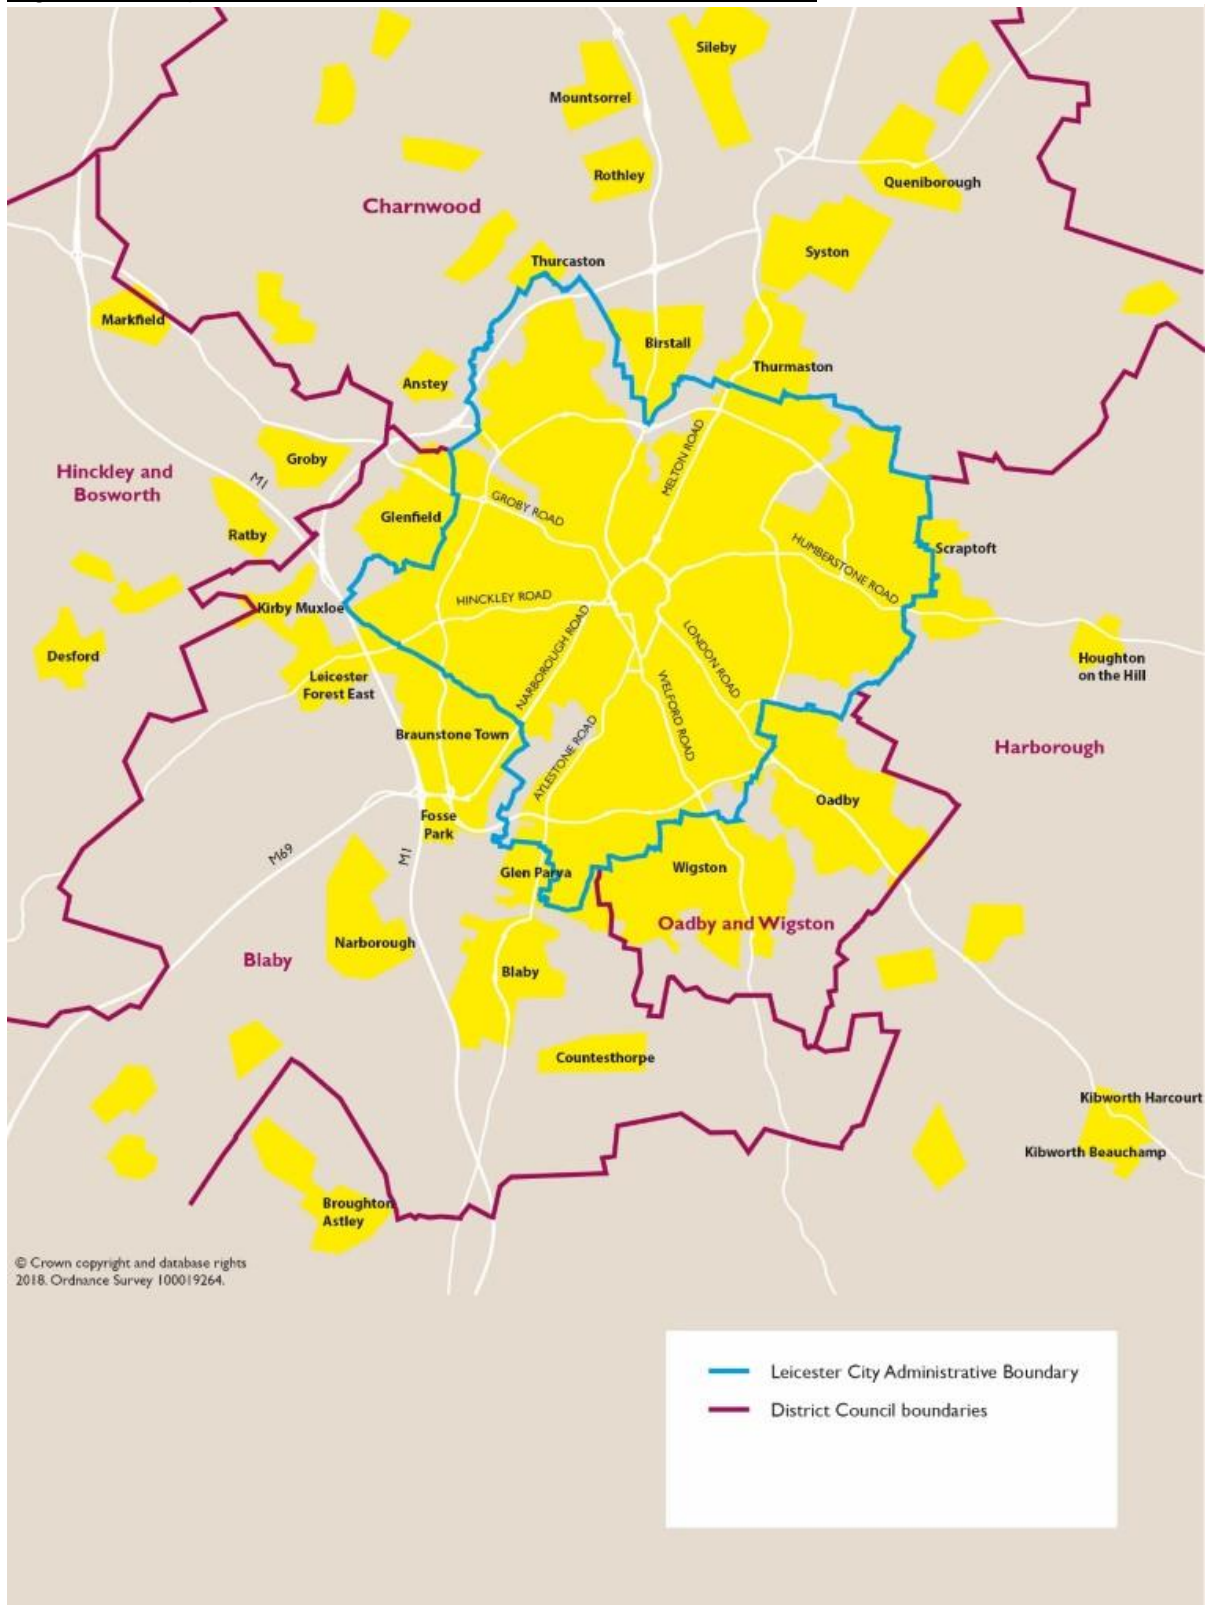 Sileby
Mountsorrel
Rothley
Queniborough
Charnwood
Syston
Thurcaston
Markfield
Birstall
Thurmaston
Anstey
Groby
Hinckley and
Bosworth
M1
MELTON ROAD
GROBY ROAD
Glenfield
Ratby
Scraptoft
HUMBERSTONE ROAD
HINCKLEY ROAD
Kirby Muxloe
NARBOROUGH ROAD
LONDON ROAD
Desford
Houghton
on the Hill
Leicester
Forest East
WELFORD ROAD
Braunstone Town
AYLESTONE ROAD
Harborough
Oadby
Fosse
Park
M69
M1
Glen Parva
Wigston
Oadby and Wigston
Narborough
Blaby
Blaby
Countesthorpe
Kibworth Harcourt
Kibworth Beauchamp
Broughton
Astley
© Crown copyright and database rights
2018. Ordnance Survey 100019264.
Leicester City Administrative Boundary
District Council boundaries